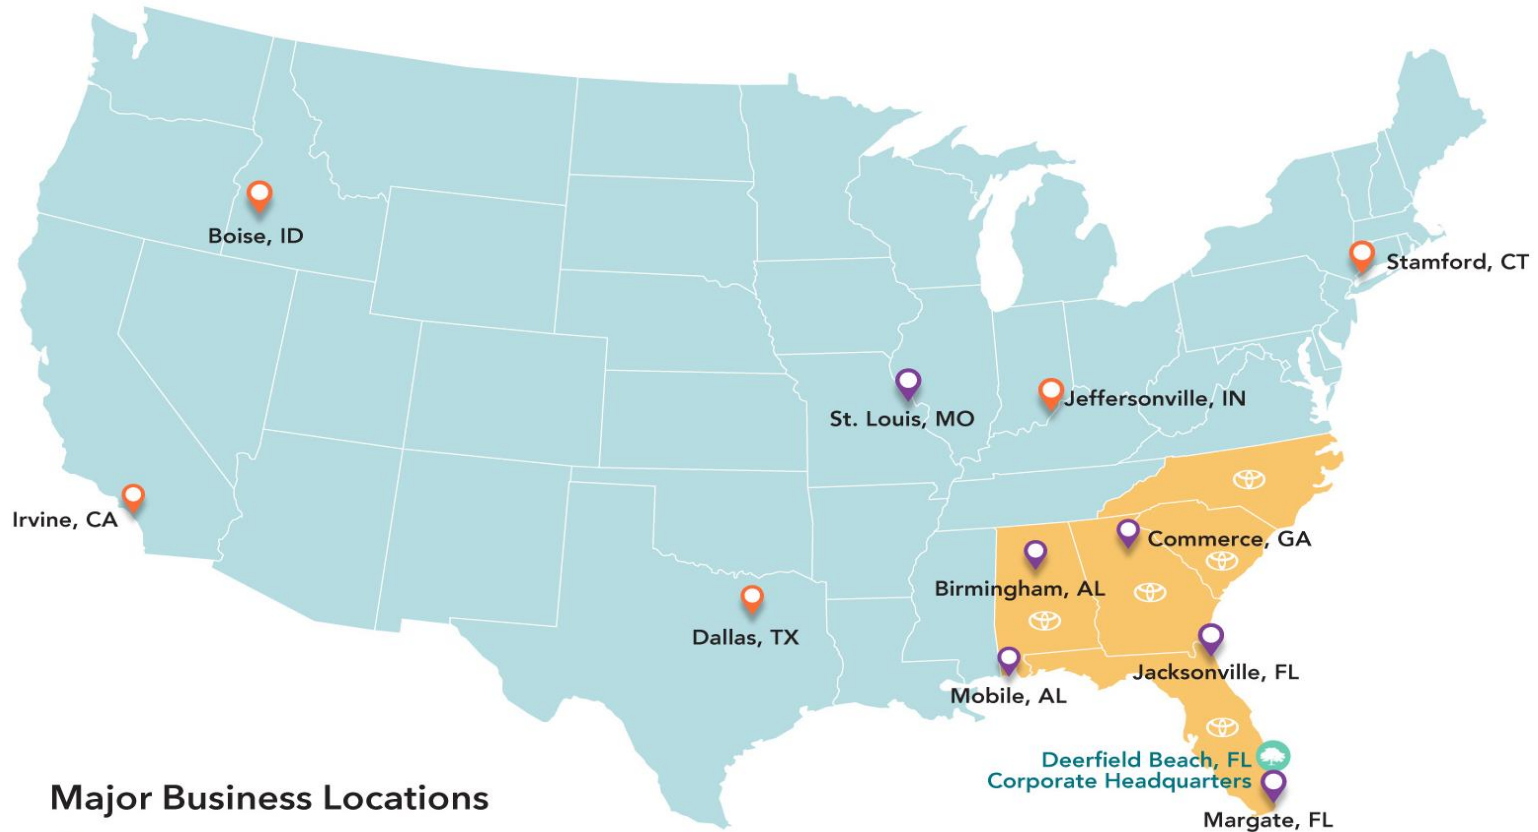 Boise, ID
Stamford, CT
Jeffersonville, IN
St. Louis, MO
Irvine, CA
Commerce, GA
Birmingham, AL
Dallas, TX
Jacksonville, FL
Mobile, AL
Deerfield Beach, FL
Corporate Headquarters
Major Business Locations
Margate, FL